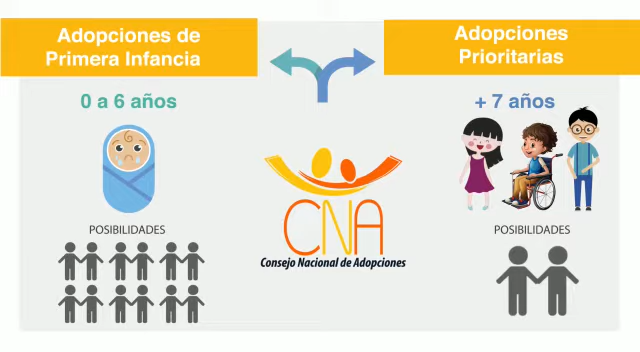 Adopciones de
Primera Infancia
0 a 6 años
POSIBILIDADES
CNA
Consejo Nacional de Adopciones
Adopciones
Prioritarias
+ 7 años
POSIBILIDADES